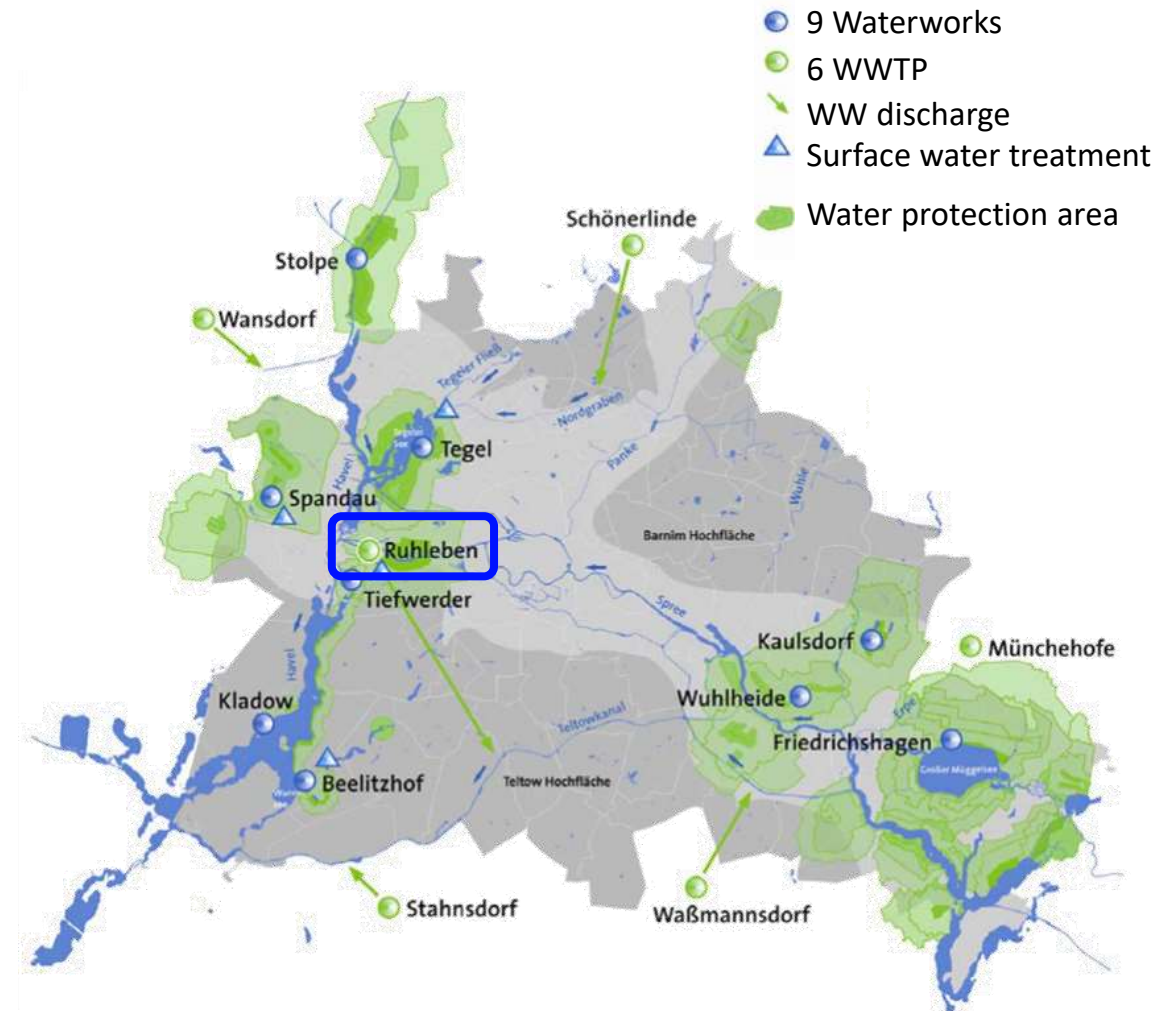 9 Waterworks
6 WWTP
WW discharge
Surface water treatment
Water protection area
Schönerlinde
Stolpe
Wansdorf
Tegeler Fließ
Nordgraben
Panke
Tegeler
See
Tegel
Havel
Wuhle
Spandau
Barnim Hochfläche
Ruhleben
Tiefwerder
Spree
Kaulsdorf
Münchehofe
Havel
Wuhlheide
Kladow
Erpe
Teltowkanal
Friedrichshagen
Großer Müggelsee
Beelitzhof
Teltow Hochfläche
Stahnsdorf
Waßmannsdorf